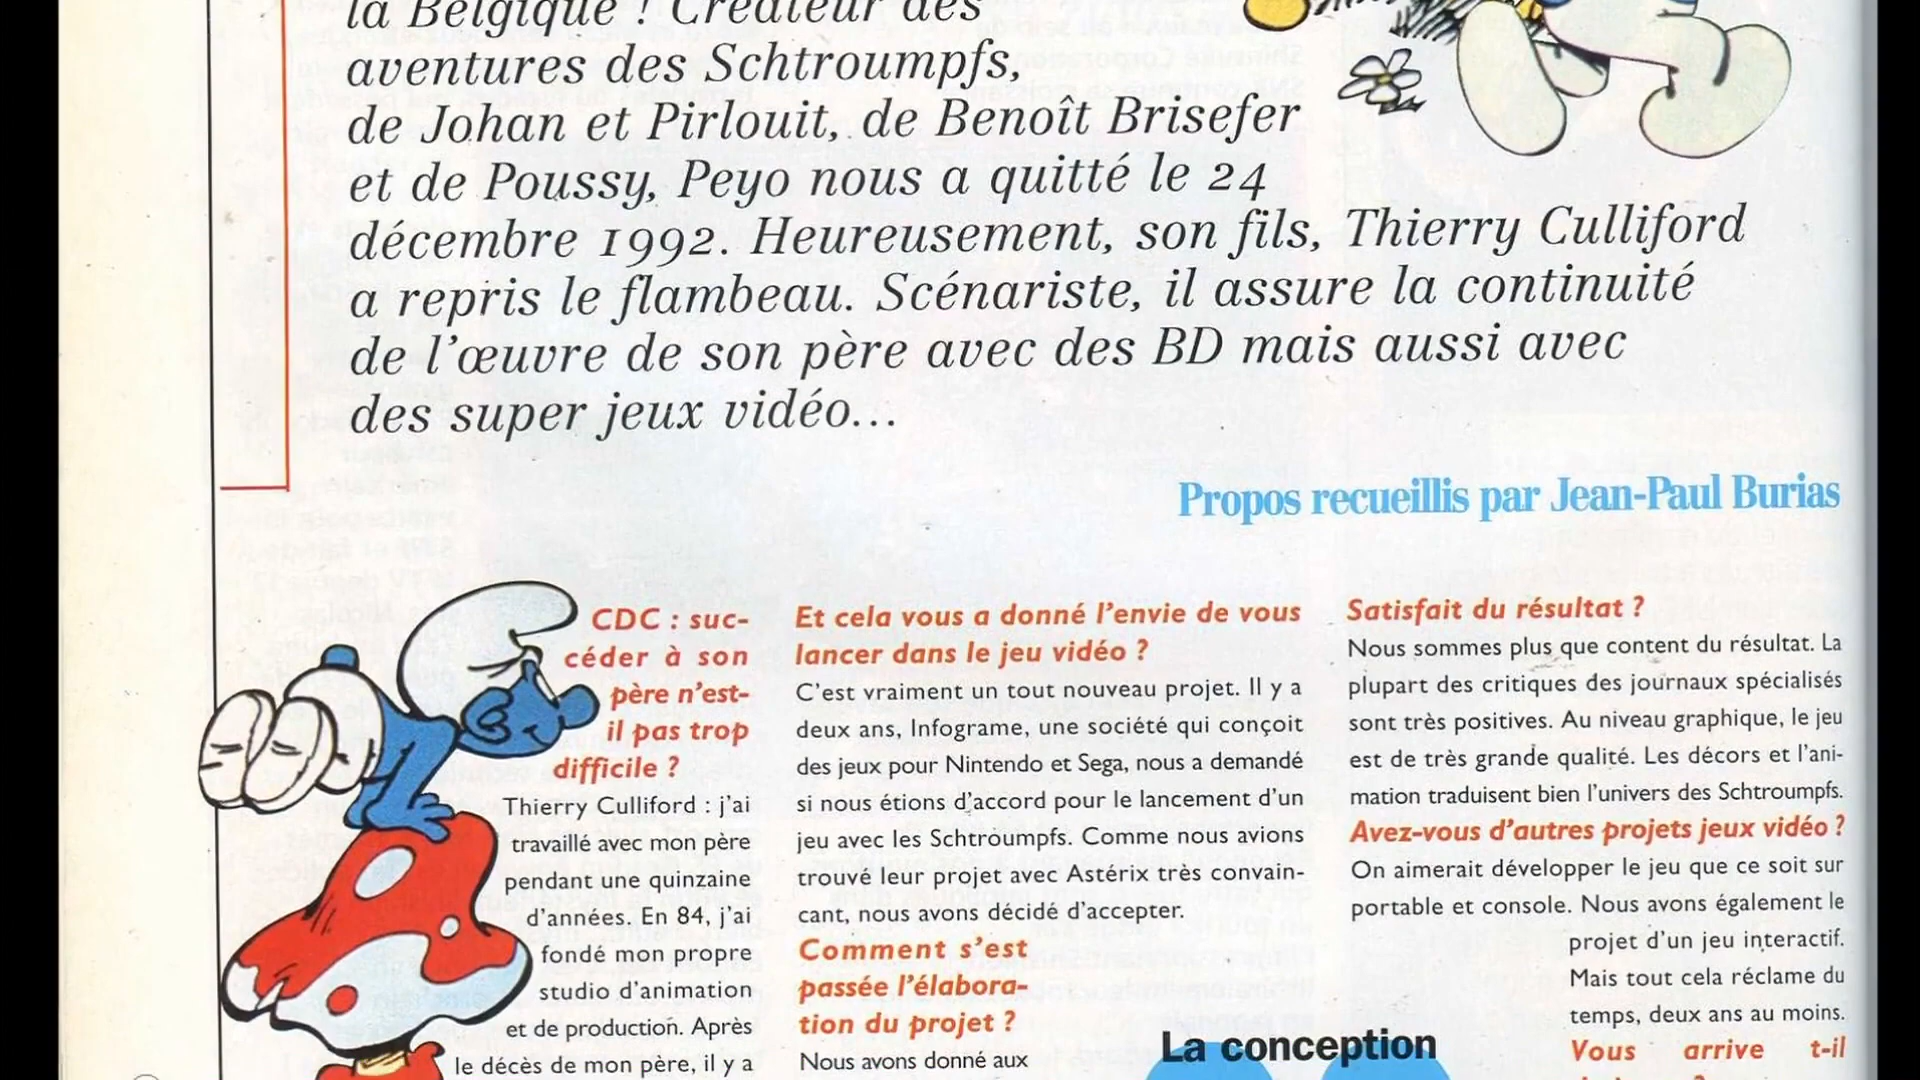 la Belgique ! Créateur des
aventures des Schtroumpfs,
de Johan et Pirlouit, de Benoît Brisefer
et de Poussy, Peyo nous a quitté le 24
décembre 1992. Heureusement, son fils, Thierry Culliford
a repris le flambeau. Scénariste, il assure la continuité
de l'œuvre de son père avec des BD mais aussi avec
des super jeux vidéo...
Propos recueillis par Jean-Paul Burias
CDC : suc-
céder à son
père n'est-
il pas trop
difficile ?
Thierry Culliford : j'ai
travaillé avec mon père
pendant une quinzaine
d'années. En 84, j'ai
fondé mon propre
studio d'animation
et de production. Après
le décès de mon père, il y a
Et cela vous a donné l'envie de vous
lancer dans le jeu vidéo ?
C'est vraiment un tout nouveau projet. Il y a
deux ans, Infograme, une société qui conçoit
des jeux pour Nintendo et Sega, nous a demandé
si nous étions d'accord pour le lancement d'un
jeu avec les Schtroumpfs. Comme nous avions
trouvé leur projet avec Astérix très convain-
cant, nous avons décidé d'accepter.
Comment s'est
passée l'élabora-
tion du projet ?
Nous avons donné aux
La conception
Satisfait du résultat ?
Nous sommes plus que content du résultat. La
plupart des critiques des journaux spécialisés
sont très positives. Au niveau graphique, le jeu
est de très grande qualité. Les décors et l'ani-
mation traduisent bien l'univers des Schtroumpfs.
Avez-vous d'autres projets jeux vidéo ?
On aimerait développer le jeu que ce soit sur
portable et console. Nous avons également le
projet d'un jeu interactif.
Mais tout cela réclame du
temps, deux ans au moins.
Vous arrive t-il